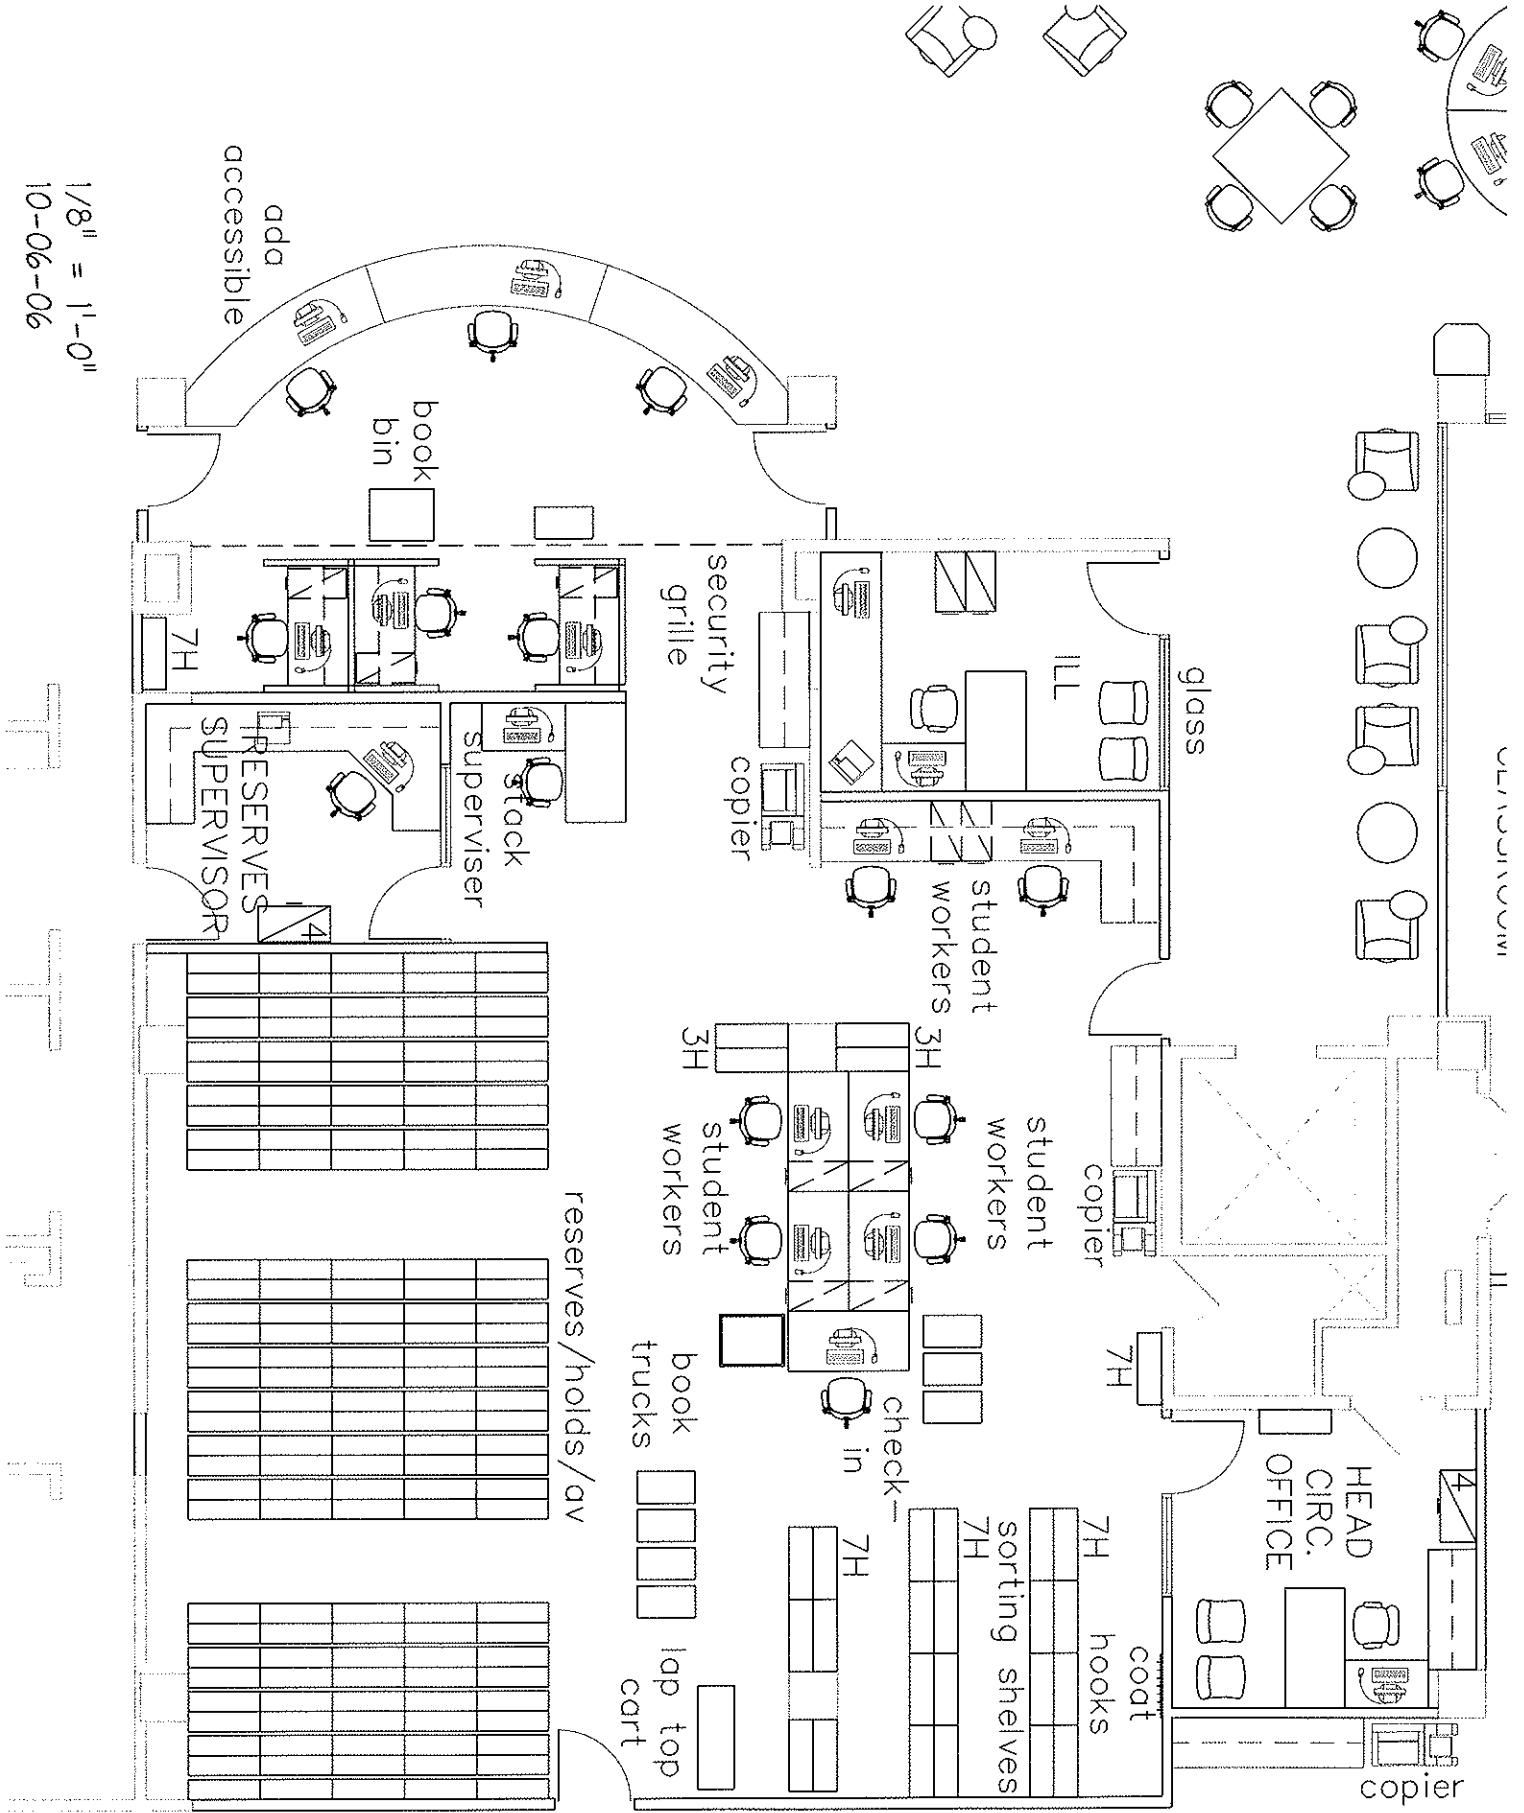 1/8" = 1'-0"
10-06-06
ada
accessible
book
bin
security
grille
7H
RESERVES
SUPERVISOR
stack
superviser
4
copier
ILL
glass
student
workers
3H
3H
student
workers
student
workers
copier
7H
reserves/holds/av
book
trucks
check-
in
lap top
cart
7H
7H
sorting shelves
7H
coat
hooks
HEAD
CIRC.
OFFICE
4
copier